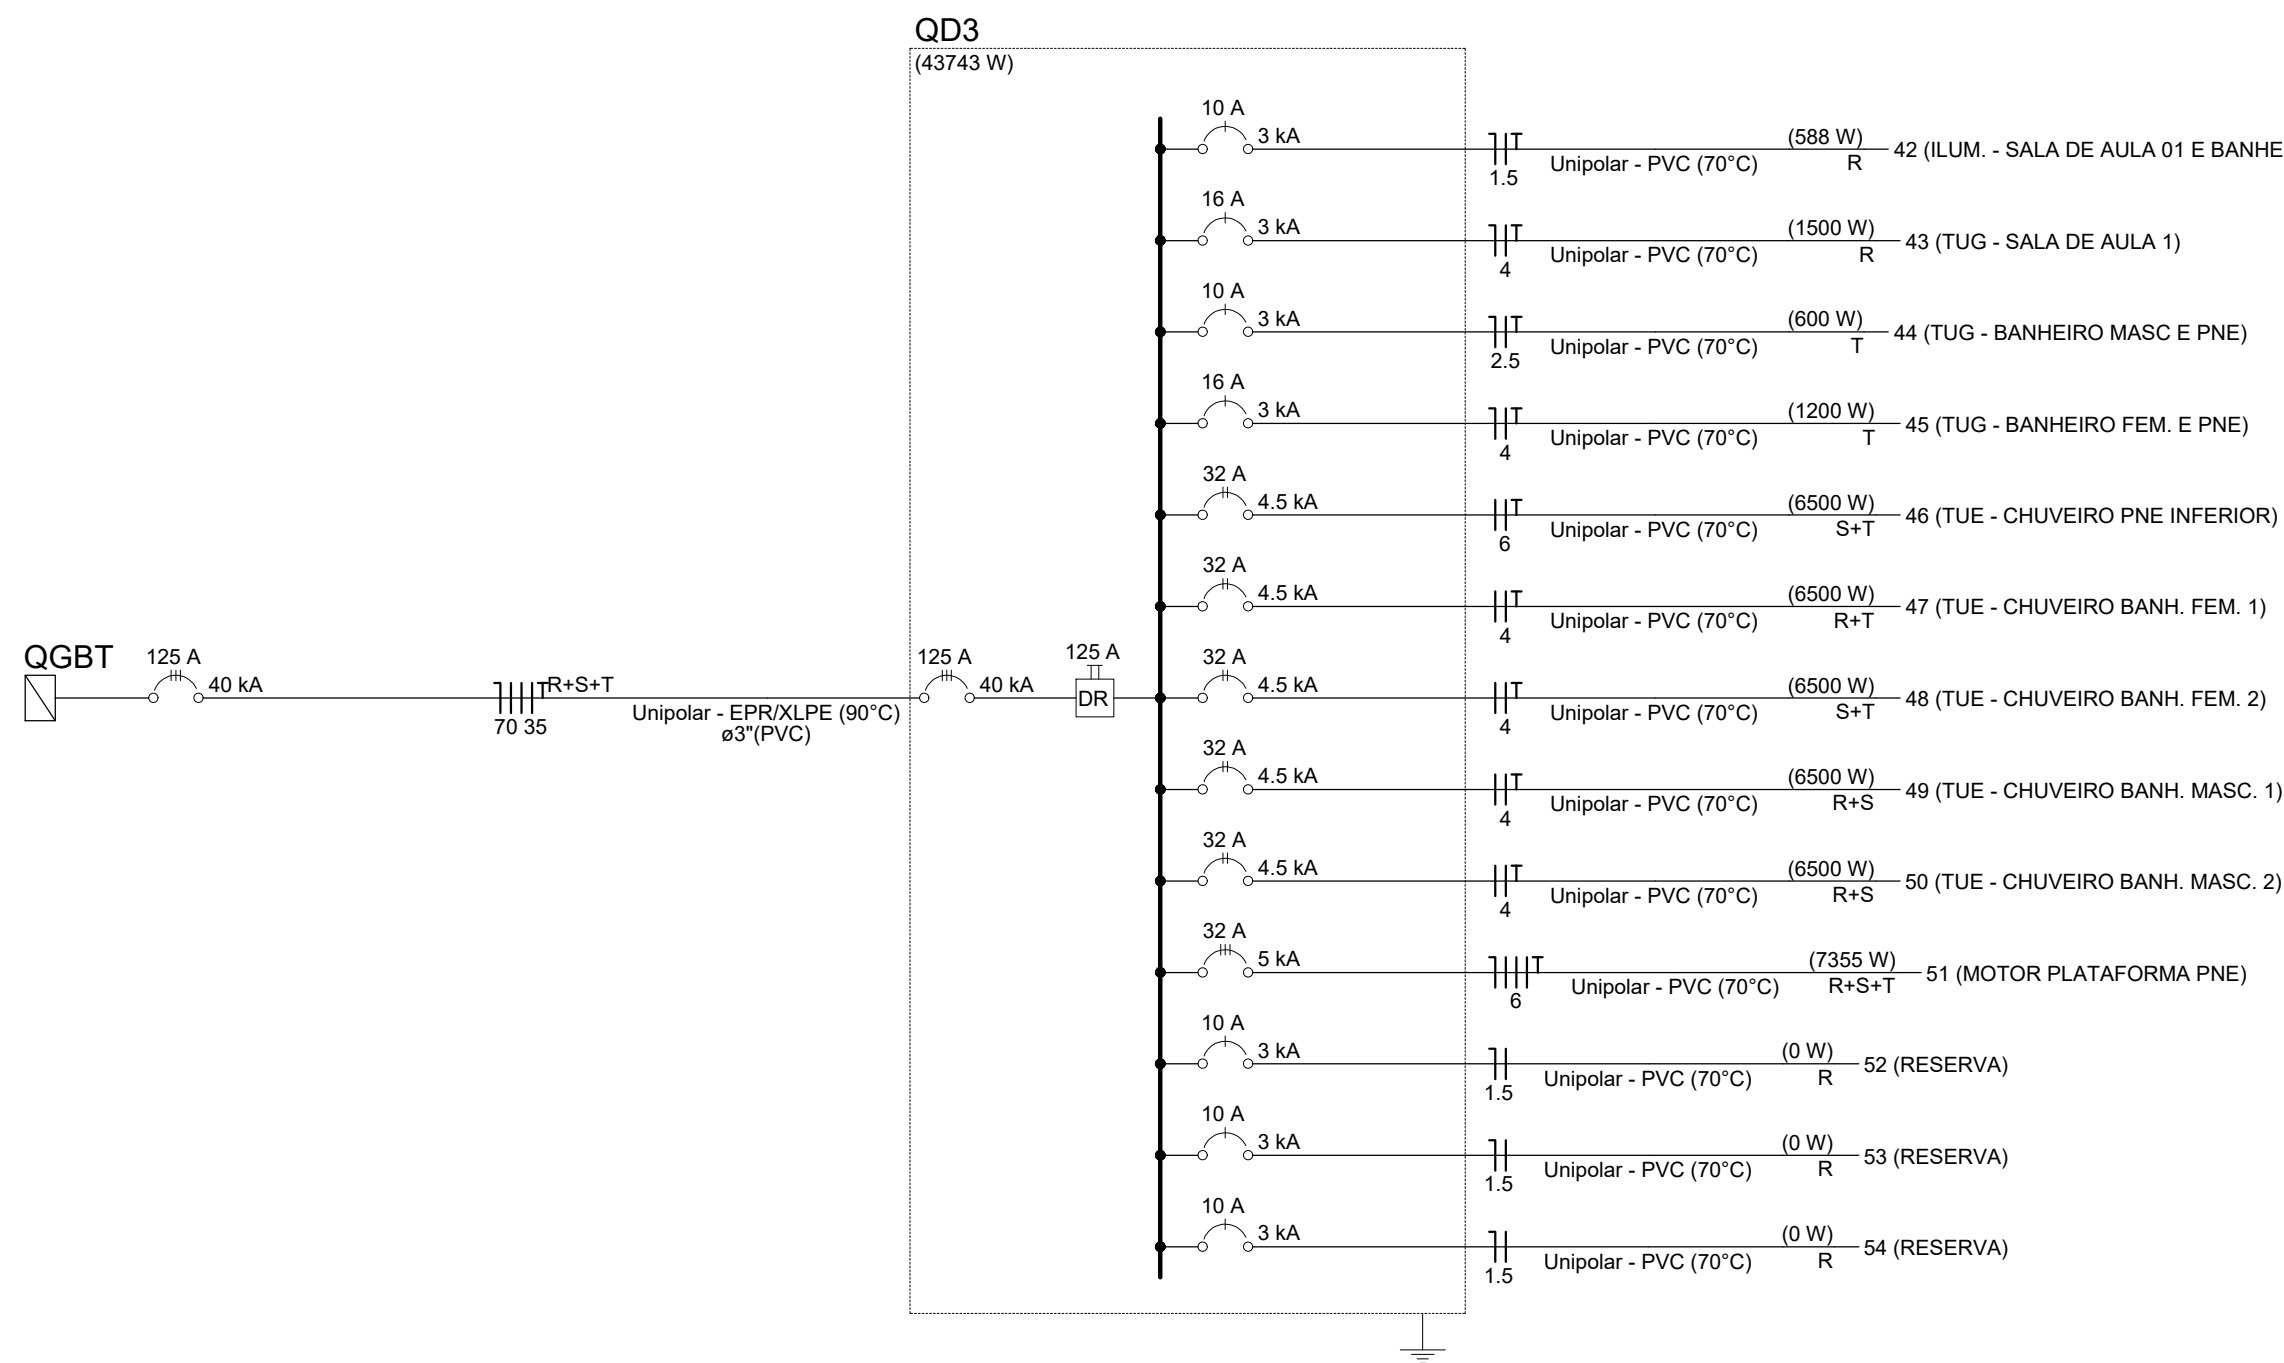 QD3
(43743 W)
10 A
3 kA
1.5
Unipolar - PVC (70°C)
(588 W)
R
42 (ILUM. - SALA DE AULA 01 E BANHE
16 A
3 kA
4
Unipolar - PVC (70°C)
(1500 W)
R
43 (TUG - SALA DE AULA 1)
10 A
3 kA
2.5
Unipolar - PVC (70°C)
(600 W)
T
44 (TUG - BANHEIRO MASC E PNE)
16 A
3 kA
4
Unipolar - PVC (70°C)
(1200 W)
T
45 (TUG - BANHEIRO FEM. E PNE)
32 A
4.5 kA
6
Unipolar - PVC (70°C)
(6500 W)
S+T
46 (TUE - CHUVEIRO PNE INFERIOR)
32 A
4.5 kA
4
Unipolar - PVC (70°C)
(6500 W)
R+T
47 (TUE - CHUVEIRO BANH. FEM. 1)
QGBT
125 A
40 kA
R+S+T
70 35
Unipolar - EPR/XLPE (90°C)
ø3"(PVC)
125 A
40 kA
125 A
DR
32 A
4.5 kA
4
Unipolar - PVC (70°C)
(6500 W)
S+T
48 (TUE - CHUVEIRO BANH. FEM. 2)
32 A
4.5 kA
4
Unipolar - PVC (70°C)
(6500 W)
R+S
49 (TUE - CHUVEIRO BANH. MASC. 1)
32 A
4.5 kA
4
Unipolar - PVC (70°C)
(6500 W)
R+S
50 (TUE - CHUVEIRO BANH. MASC. 2)
32 A
5 kA
6
Unipolar - PVC (70°C)
(7355 W)
R+S+T
51 (MOTOR PLATAFORMA PNE)
10 A
3 kA
1.5
Unipolar - PVC (70°C)
(0 W)
R
52 (RESERVA)
10 A
3 kA
1.5
Unipolar - PVC (70°C)
(0 W)
R
53 (RESERVA)
10 A
3 kA
1.5
Unipolar - PVC (70°C)
(0 W)
R
54 (RESERVA)